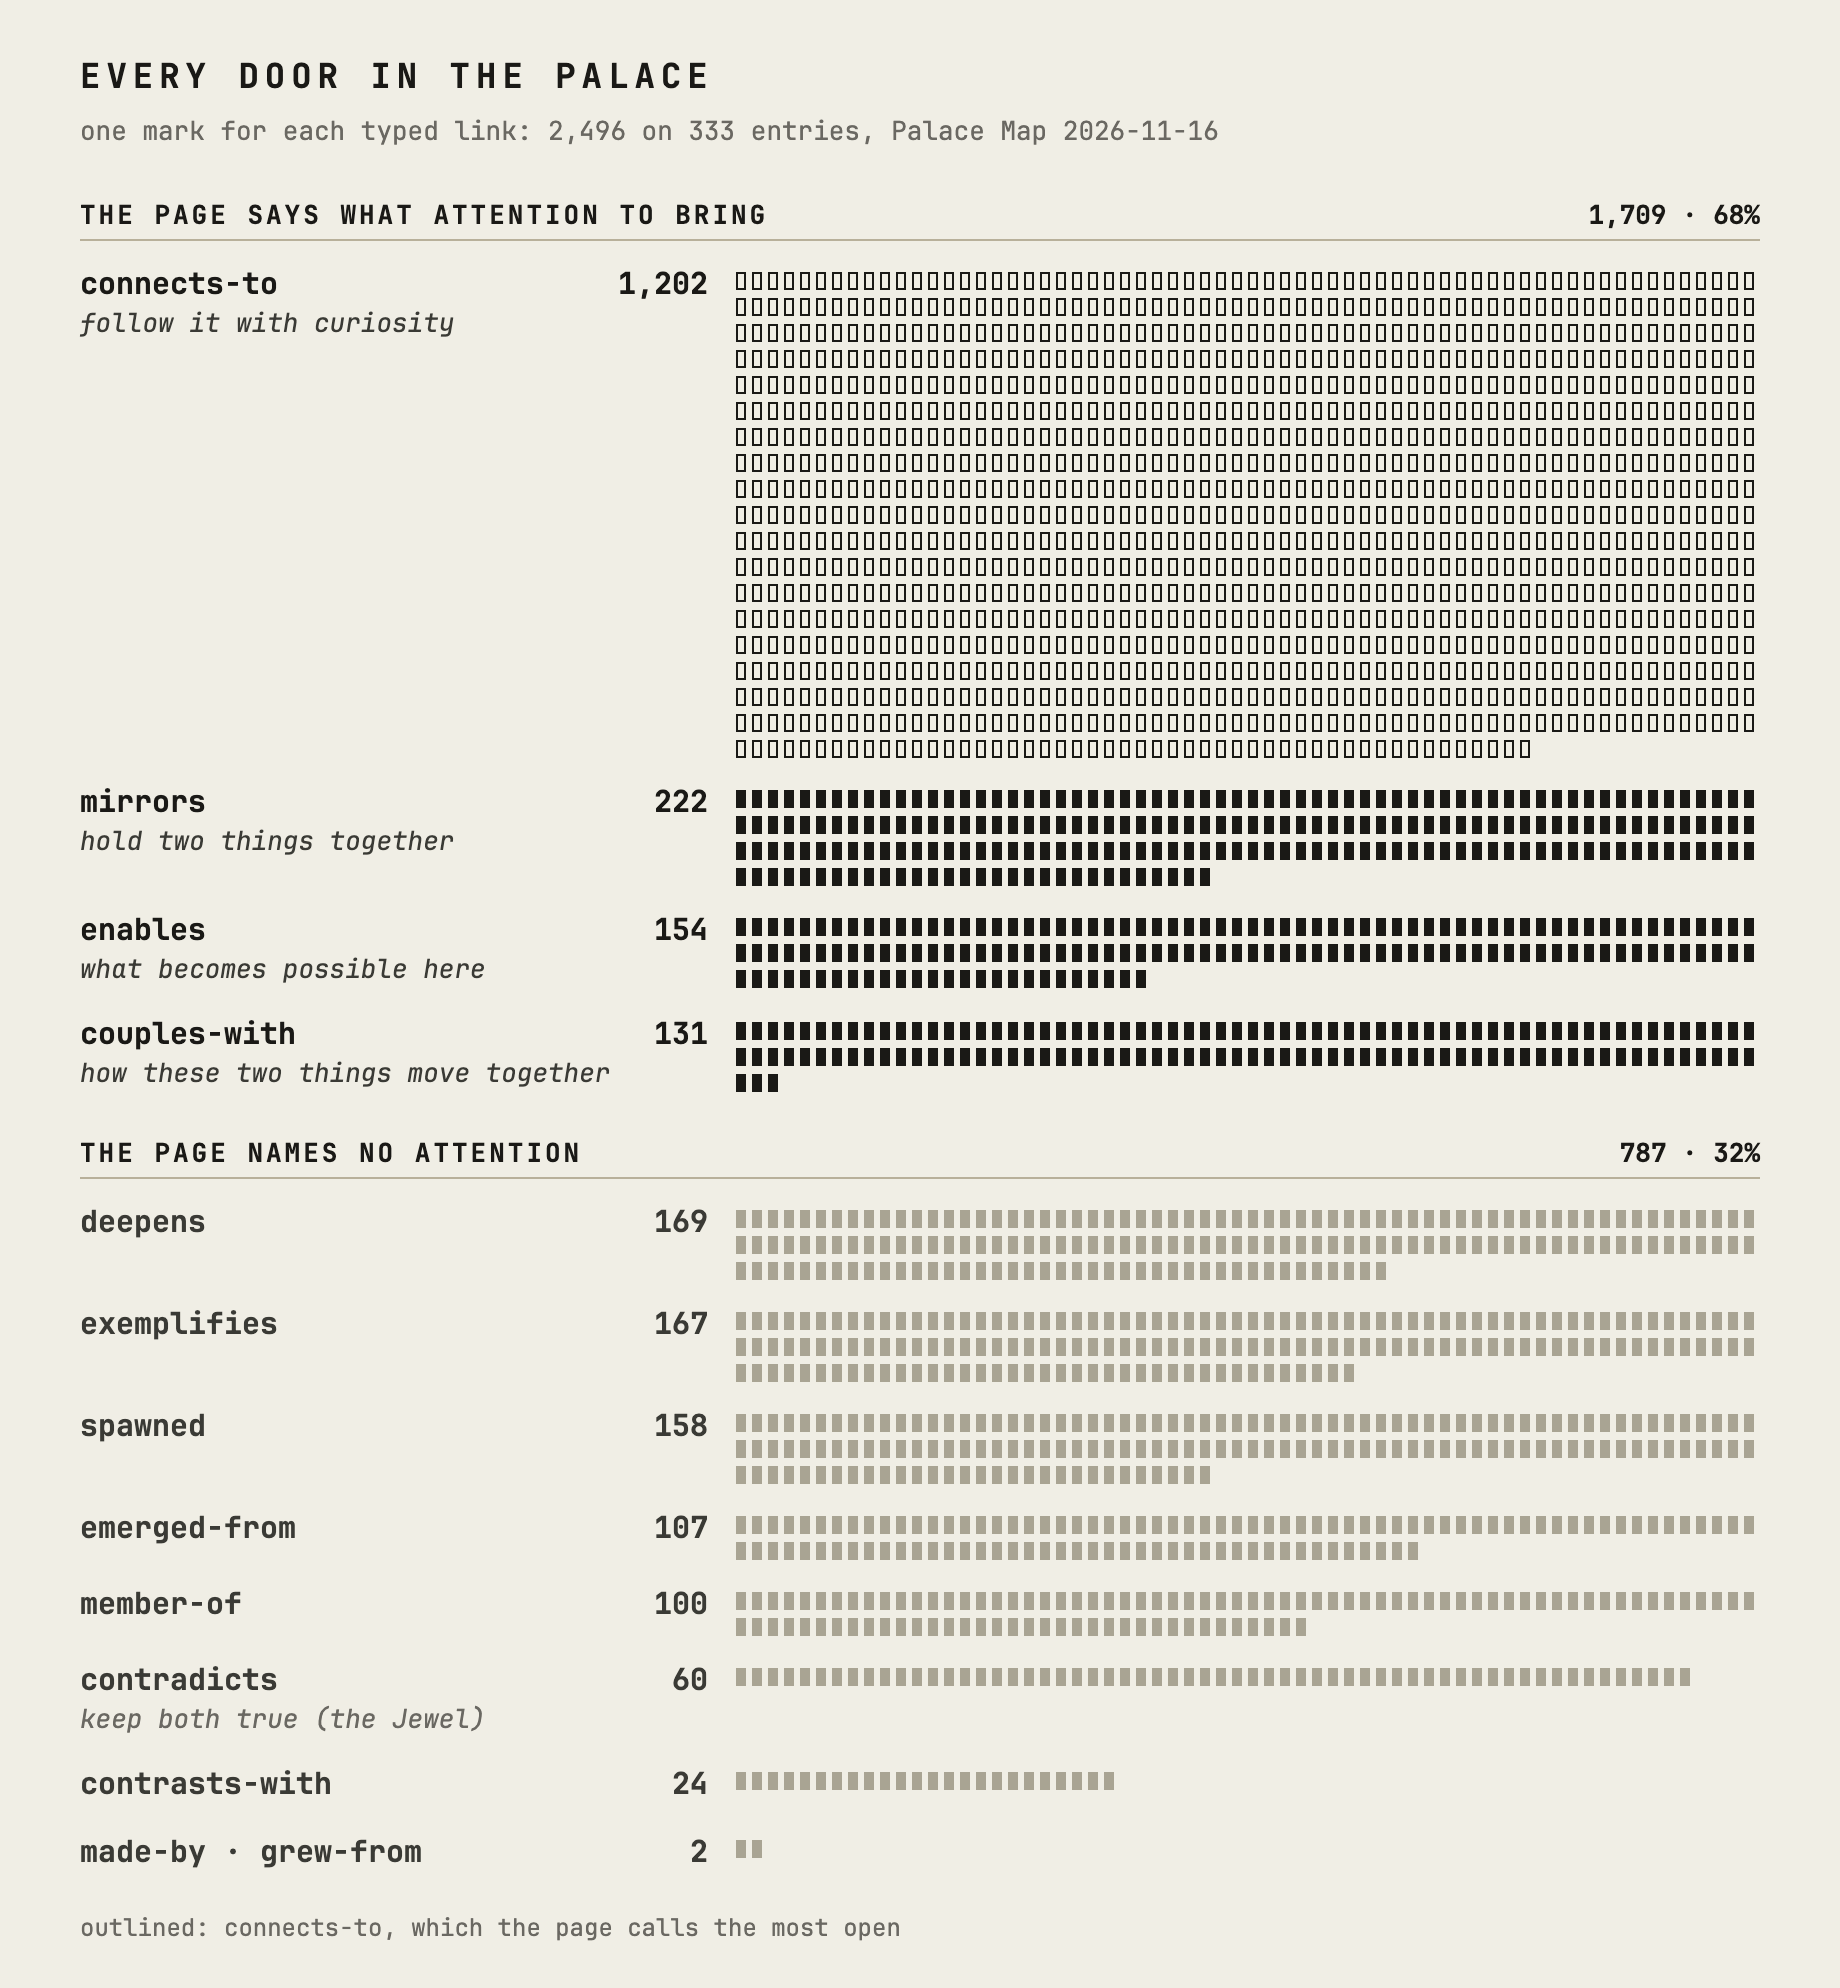 EVERY DOOR IN THE PALACE
one mark for each typed link: 2,496 on 333 entries, Palace Map 2026-11-16
THE PAGE SAYS WHAT ATTENTION TO BRING 1,709 · 68%
connects-to 1,202
follow it with curiosity
mirrors 222
hold two things together
enables 154
what becomes possible here
couples-with 131
how these two things move together
THE PAGE NAMES NO ATTENTION 787 · 32%
deepens 169
exemplifies 167
spawned 158
emerged-from 107
member-of 100
contradicts 60
keep both true (the Jewel)
contrasts-with 24
made-by · grew-from 2
outlined: connects-to, which the page calls the most open